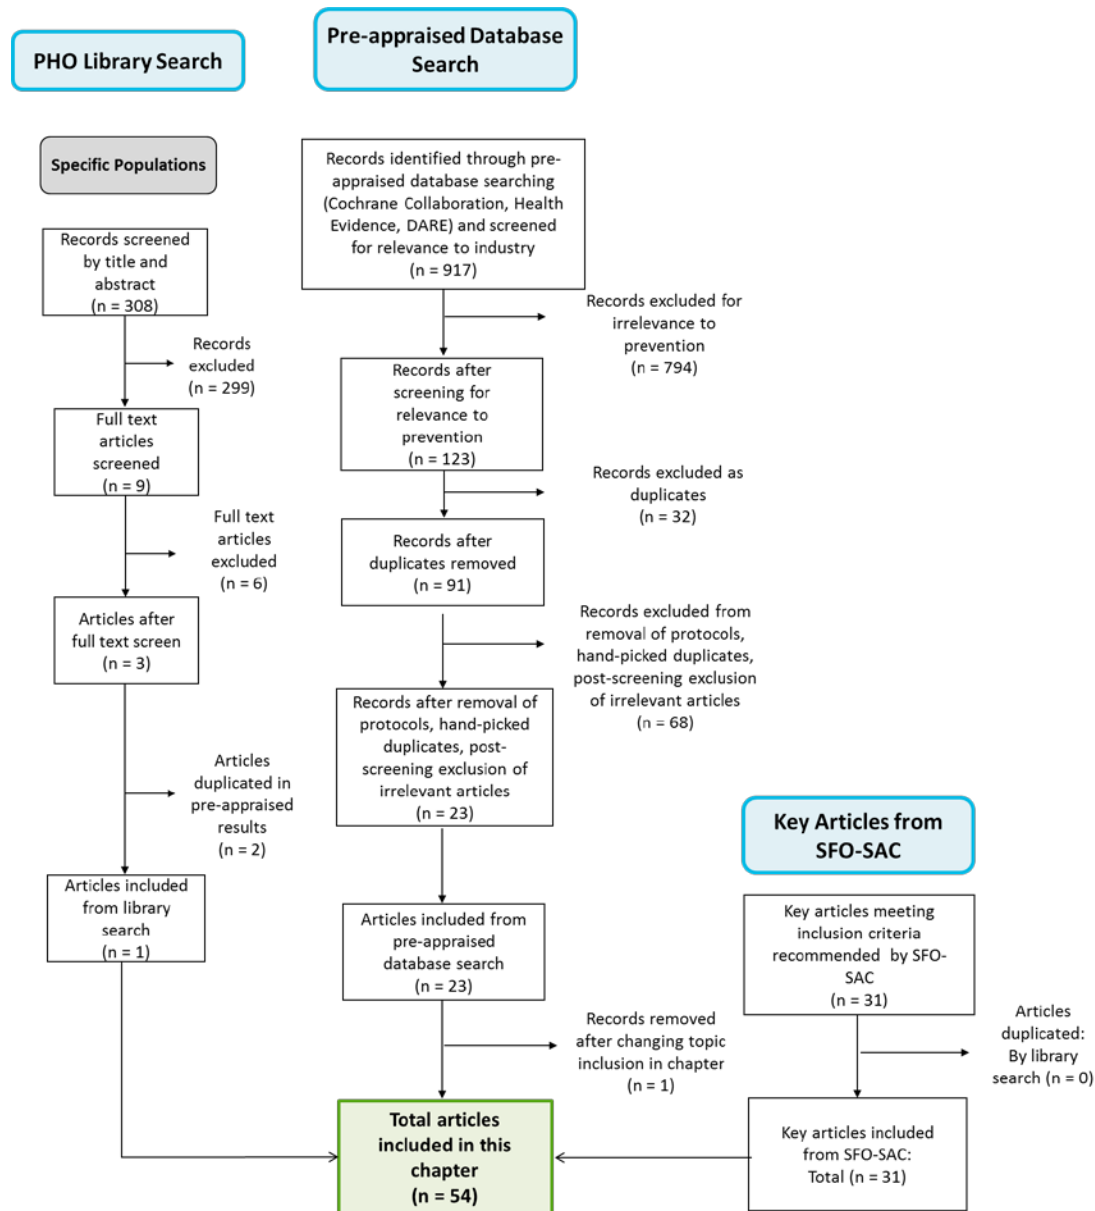 PHO Library Search
Specific Populations
Records screened
by title and
abstract
(n = 308)
Records
excluded
(n = 299)
Full text
articles
screened
(n = 9)
Full text
articles
excluded
(n = 6)
Articles after
full text screen
(n = 3)
Articles
duplicated in
pre-appraised
results
(n = 2)
Articles included
from library
search
(n = 1)
Pre-appraised Database
Search
Records identified through pre-
appraised database searching
(Cochrane Collaboration, Health
Evidence, DARE) and screened
for relevance to industry
(n = 917)
Records excluded for
irrelevance to
prevention
(n = 794)
Records after
screening for
relevance to
prevention
(n = 123)
Records excluded as
duplicates
(n = 32)
Records after
duplicates removed
(n = 91)
Records excluded from
removal of protocols,
hand-picked duplicates,
post-screening exclusion
of irrelevant articles
(n = 68)
Records after removal of
protocols, hand-picked
duplicates, post-
screening exclusion of
irrelevant articles
(n = 23)
Articles included from
pre-appraised
database search
(n = 23)
Records removed
after changing topic
inclusion in chapter
(n = 1)
Key Articles from
SFO-SAC
Key articles meeting
inclusion criteria
recommended by SFO-
SAC
(n = 31)
Articles
duplicated:
By library
search (n = 0)
Key articles included
from SFO-SAC:
Total (n = 31)
Total articles
included in this
chapter
(n = 54)